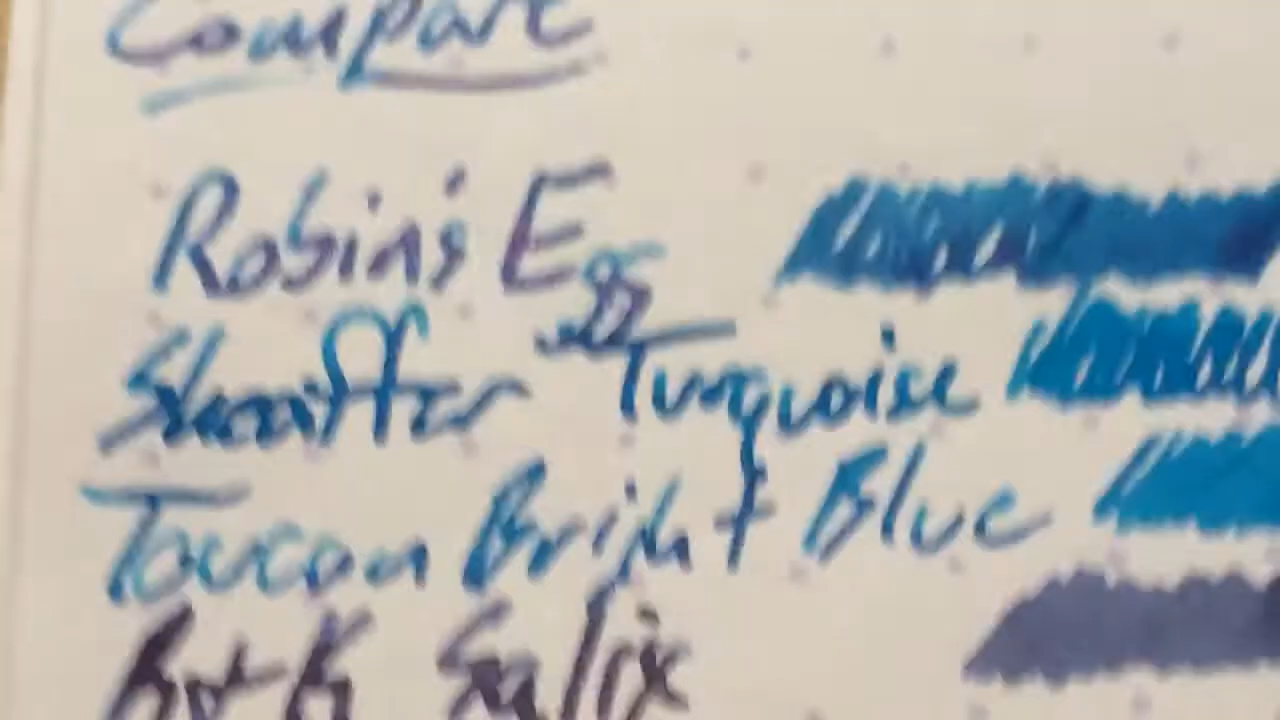 Compare
Robin's Egg
Sheaffer Turquoise
Toucan Bright Blue
R+K Salix